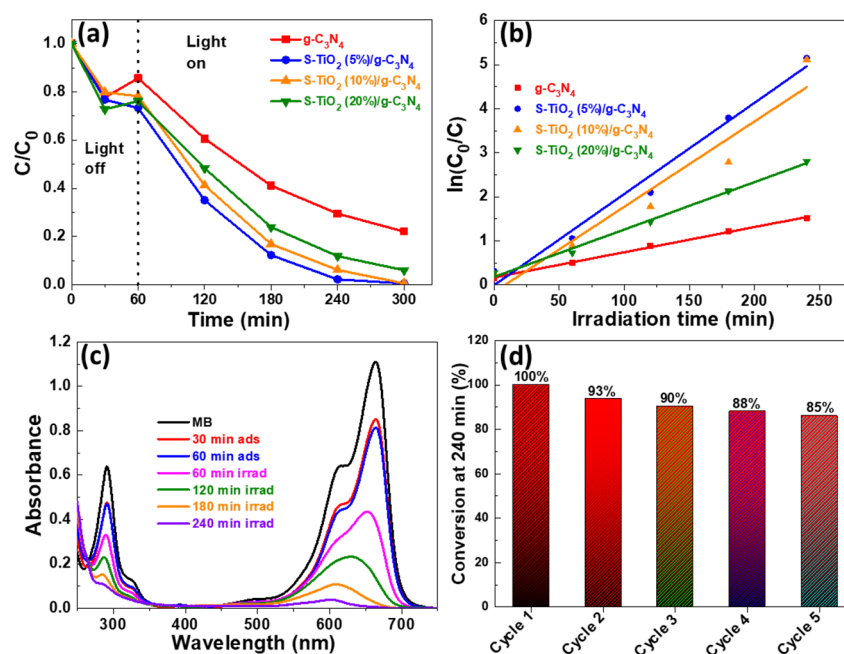 (a)
Light
on
g-C₃N₄
S-TiO₂ (5%)/g-C₃N₄
S-TiO₂ (10%)/g-C₃N₄
S-TiO₂ (20%)/g-C₃N₄
Light
off
C/C₀
1.0
0.8
0.6
0.4
0.2
0.0
0 60 120 180 240 300
Time (min)
(b)
g-C₃N₄
S-TiO₂ (5%)/g-C₃N₄
S-TiO₂ (10%)/g-C₃N₄
S-TiO₂ (20%)/g-C₃N₄
ln(C₀/C)
6
5
4
3
2
1
0
0 50 100 150 200 250
Irradiation time (min)
(c)
MB
30 min ads
60 min ads
60 min irrad
120 min irrad
180 min irrad
240 min irrad
Absorbance
1.2
1.0
0.8
0.6
0.4
0.2
0.0
300 400 500 600 700
Wavelength (nm)
(d)
100%
93%
90%
88%
85%
Conversion at 240 min (%)
120
100
80
60
40
20
0
Cycle 1
Cycle 2
Cycle 3
Cycle 4
Cycle 5